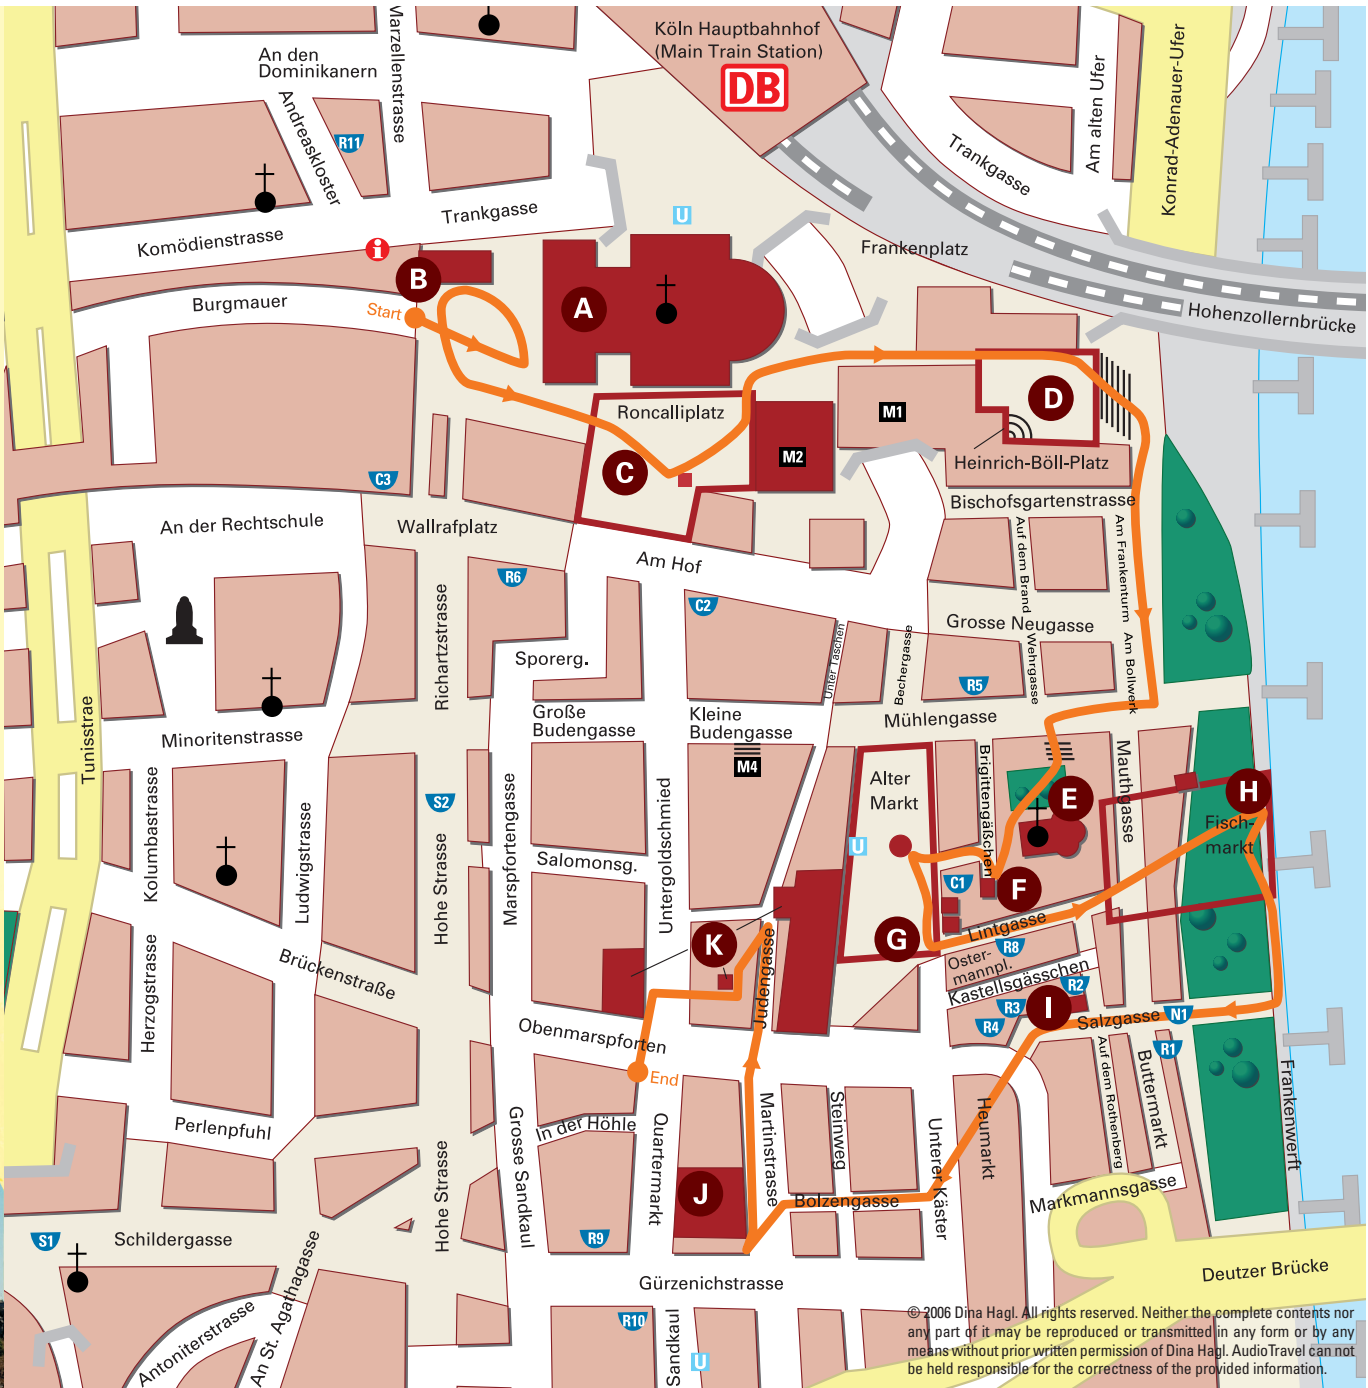 Köln Hauptbahnhof
(Main Train Station)
DB
An den
Dominikanern
Marzellenstrasse
Andreaskloster
R11
Am alten Ufer
Konrad-Adenauer-Ufer
Trankgasse
Trankgasse
U
Komödienstrasse
i
Frankenplatz
B
A
Burgmauer
Start
Hohenzollernbrücke
Roncalliplatz
M1
D
M2
C
Heinrich-Böll-Platz
C3
Bischofsgartenstrasse
An der Rechtschule
Wallrafplatz
Am Hof
Auf dem Brand
Am Frankenturm
R6
C2
Richartzstrasse
Grosse Neugasse
Sporerg.
Unter Taschen
Bechergasse
Wehrgasse
Am Bollwerk
R5
Tunisstrae
Minoritenstrasse
Große
Budengasse
Kleine
Budengasse
Mühlengasse
M4
Alter
Markt
Brigittengäßchen
Mauthgasse
E
H
Fisch-
markt
Kolumbastrasse
Ludwigstrasse
S2
Hohe Strasse
Marspfortengasse
Untergoldschmied
Salomonsg.
U
C1
F
G
Lintgasse
K
Judengasse
R8
Oster-
mannpl.
Kastellsgässchen
R2
R3
I
R4
Salzgasse
N1
Herzogstrasse
Brückenstraße
Obenmarspforten
End
R1
Auf dem Rothenberg
Buttermarkt
Frankenwerft
Perlenpfuhl
In der Höhle
Grosse Sandkaul
Quartermarkt
Martinstrasse
Steinweg
Unterer Käster
Heumarkt
Hohe Strasse
J
Bolzengasse
Markmannsgasse
S1
Schildergasse
R9
Gürzenichstrasse
Deutzer Brücke
Antoniterstrasse
An St. Agathagasse
R10
Sandkaul
U
© 2006 Dina Hagl. All rights reserved. Neither the complete contents nor
any part of it may be reproduced or transmitted in any form or by any
means without prior written permission of Dina Hagl. AudioTravel can not
be held responsible for the correctness of the provided information.